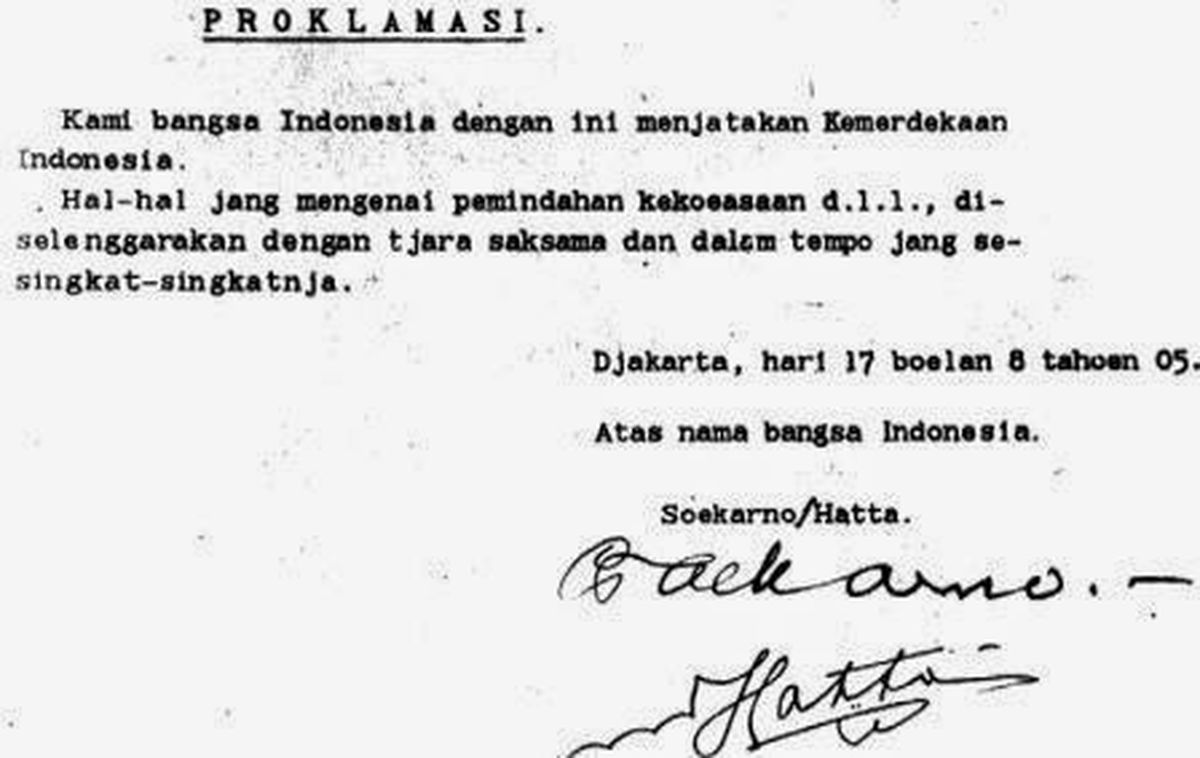 P R O K L A M A S I.
Kami bangsa Indonesia dengan ini menjatakan Kemerdekaan
Indonesia.
Hal-hal jang mengenai pemindahan kekoeasaan d.l.l., di-
selenggarakan dengan tjara saksama dan dalam tempo jang se-
singkat-singkatnja.
Djakarta, hari 17 boelan 8 tahoen 05.
Atas nama bangsa Indonesia.
Soekarno/Hatta.
Soekarno.—
Hatta